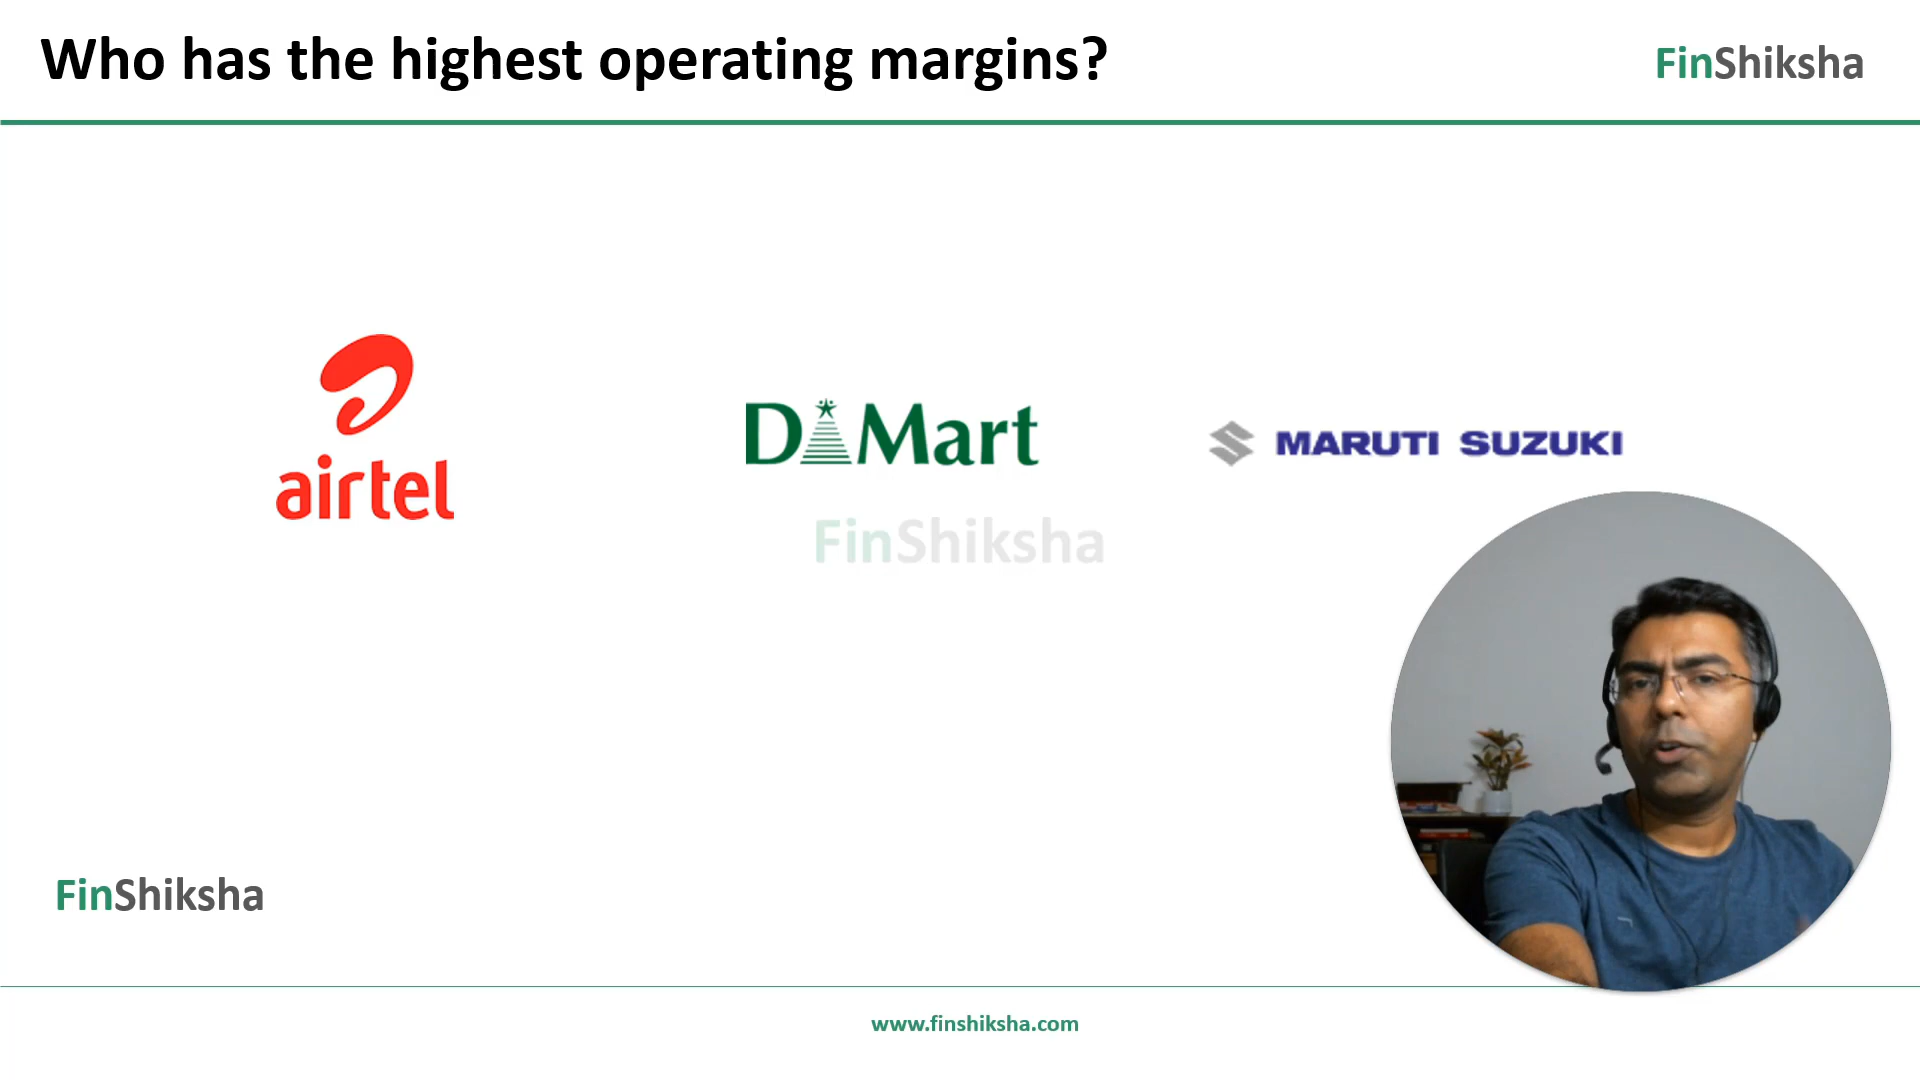 Who has the highest operating margins?
FinShiksha
airtel
DMart
MARUTI SUZUKI
FinShiksha
FinShiksha
www.finshiksha.com